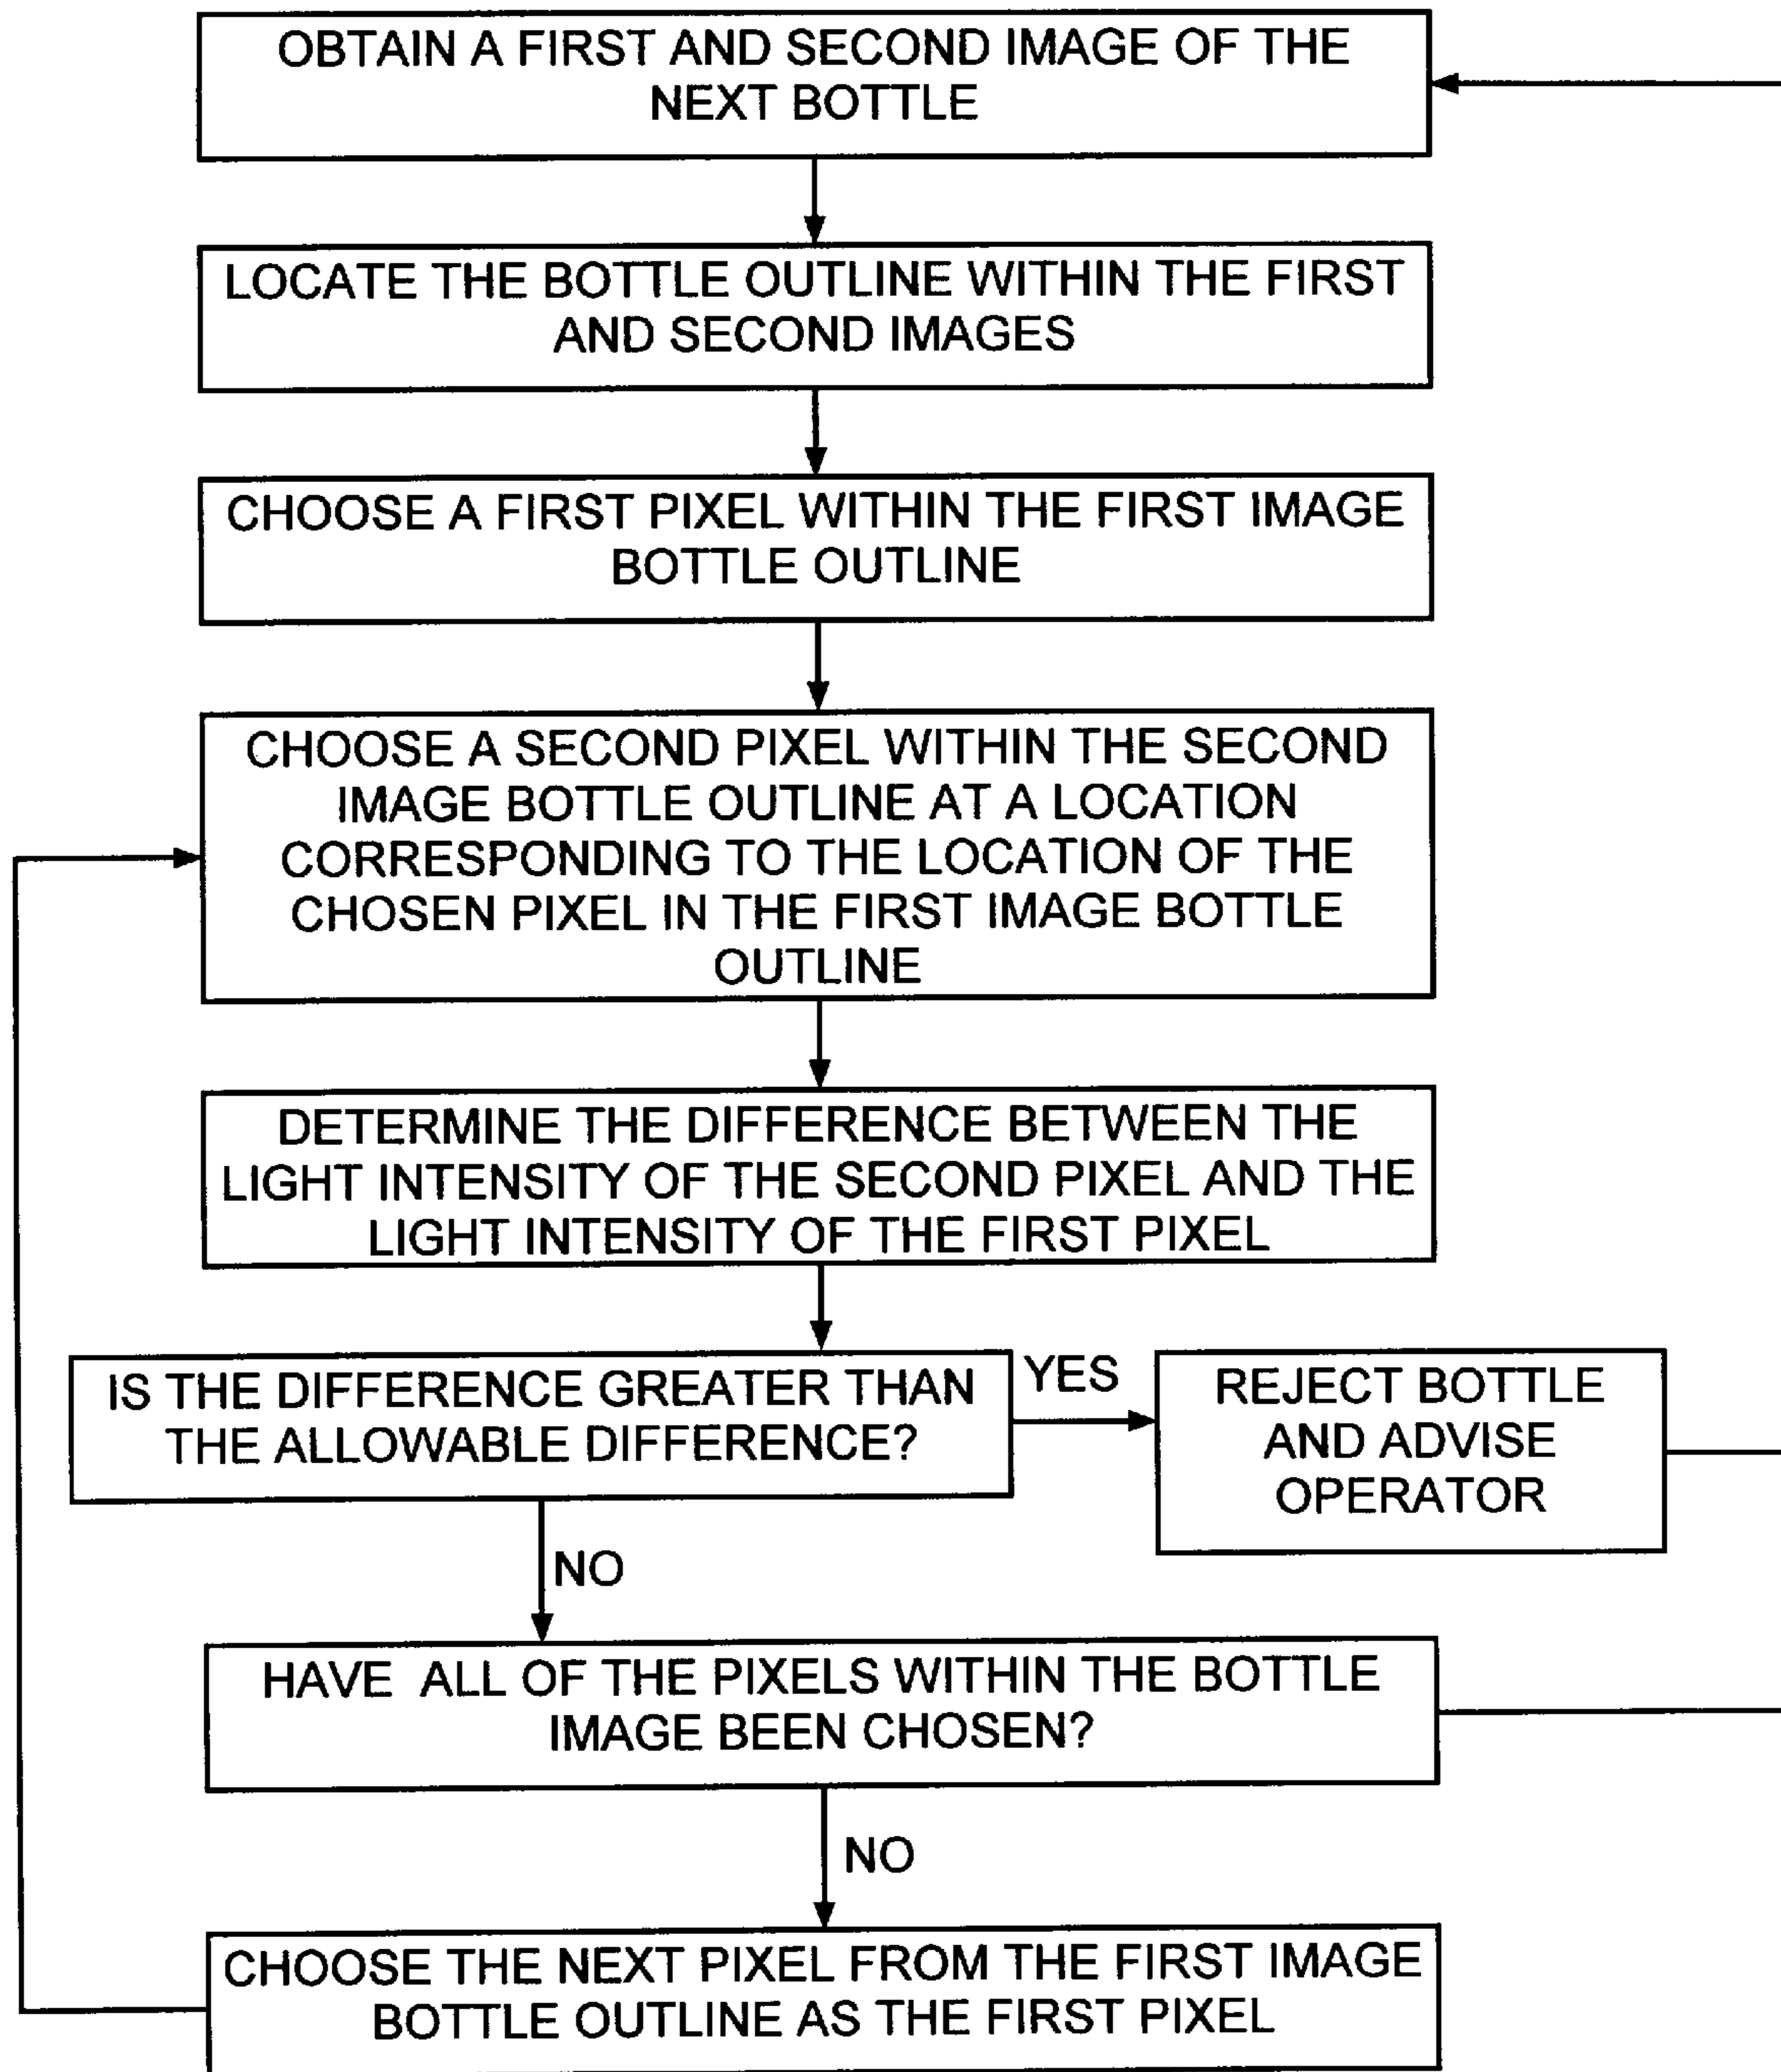 OBTAIN A FIRST AND SECOND IMAGE OF THE
NEXT BOTTLE
LOCATE THE BOTTLE OUTLINE WITHIN THE FIRST
AND SECOND IMAGES
CHOOSE A FIRST PIXEL WITHIN THE FIRST IMAGE
BOTTLE OUTLINE
CHOOSE A SECOND PIXEL WITHIN THE SECOND
IMAGE BOTTLE OUTLINE AT A LOCATION
CORRESPONDING TO THE LOCATION OF THE
CHOSEN PIXEL IN THE FIRST IMAGE BOTTLE
OUTLINE
DETERMINE THE DIFFERENCE BETWEEN THE
LIGHT INTENSITY OF THE SECOND PIXEL AND THE
LIGHT INTENSITY OF THE FIRST PIXEL
IS THE DIFFERENCE GREATER THAN
THE ALLOWABLE DIFFERENCE?
YES
REJECT BOTTLE
AND ADVISE
OPERATOR
NO
HAVE ALL OF THE PIXELS WITHIN THE BOTTLE
IMAGE BEEN CHOSEN?
NO
CHOOSE THE NEXT PIXEL FROM THE FIRST IMAGE
BOTTLE OUTLINE AS THE FIRST PIXEL